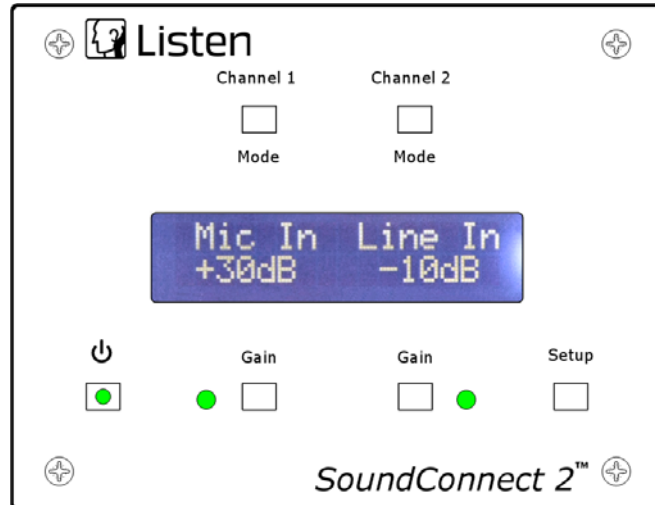 Listen
Channel 1 Channel 2
Mode Mode
Mic In Line In
+30dB -10dB
Gain Gain Setup
SoundConnect 2™